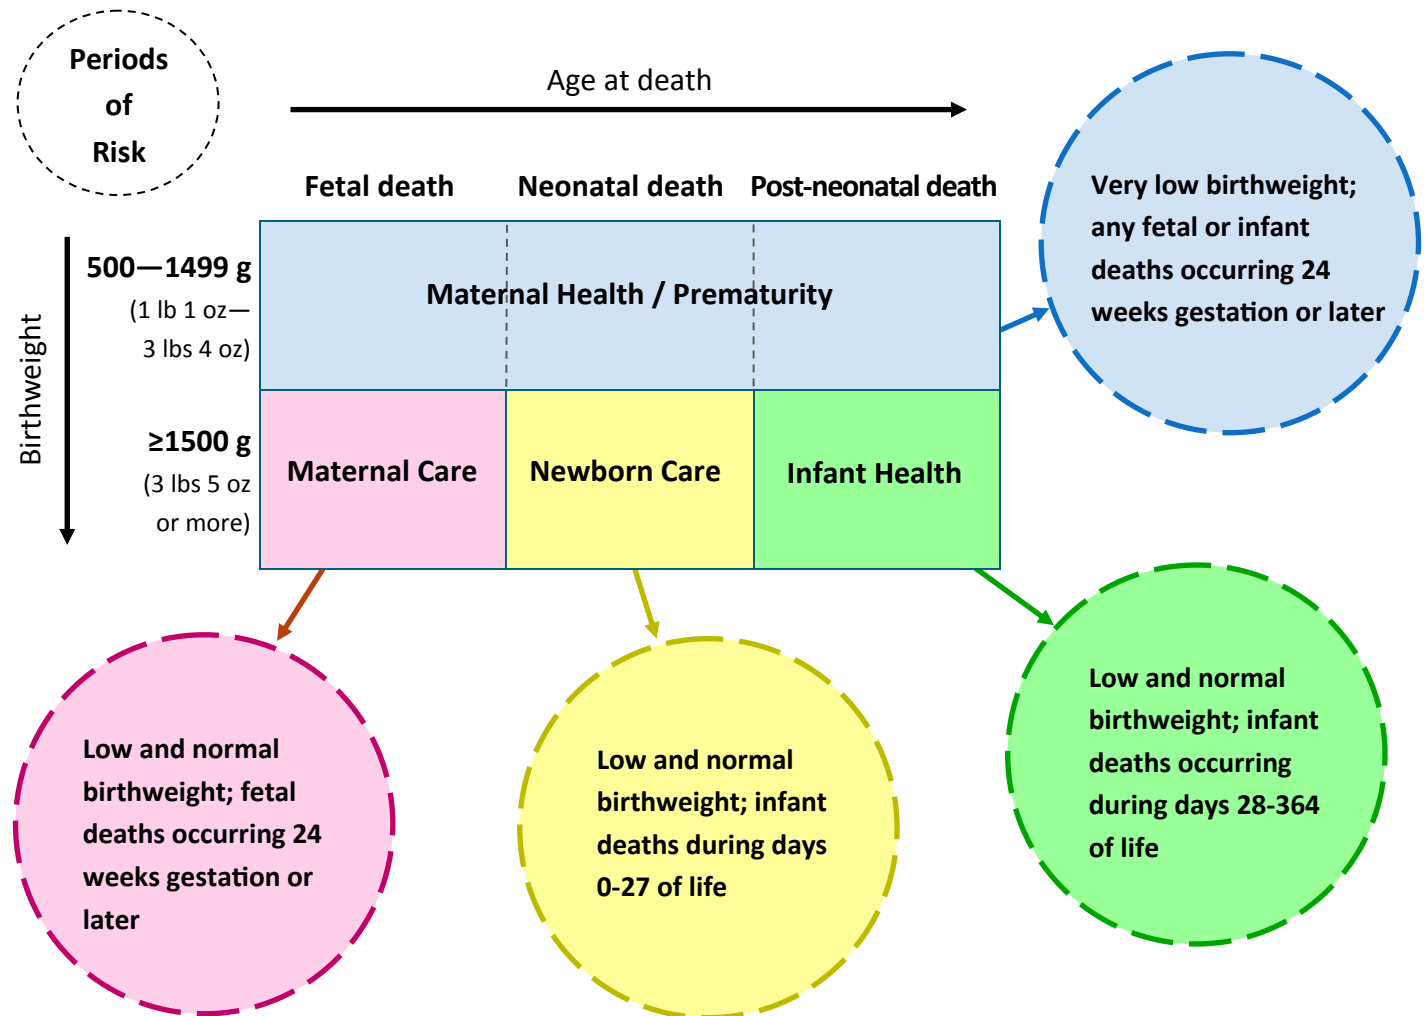 Periods
of
Risk
Age at death
Fetal death
Neonatal death
Post-neonatal death
Birthweight
500—1499 g
(1 lb 1 oz—
3 lbs 4 oz)
Maternal Health / Prematurity
≥1500 g
(3 lbs 5 oz
or more)
Maternal Care
Newborn Care
Infant Health
Very low birthweight;
any fetal or infant
deaths occurring 24
weeks gestation or later
Low and normal
birthweight; fetal
deaths occurring 24
weeks gestation or
later
Low and normal
birthweight; infant
deaths during days
0-27 of life
Low and normal
birthweight; infant
deaths occurring
during days 28-364
of life